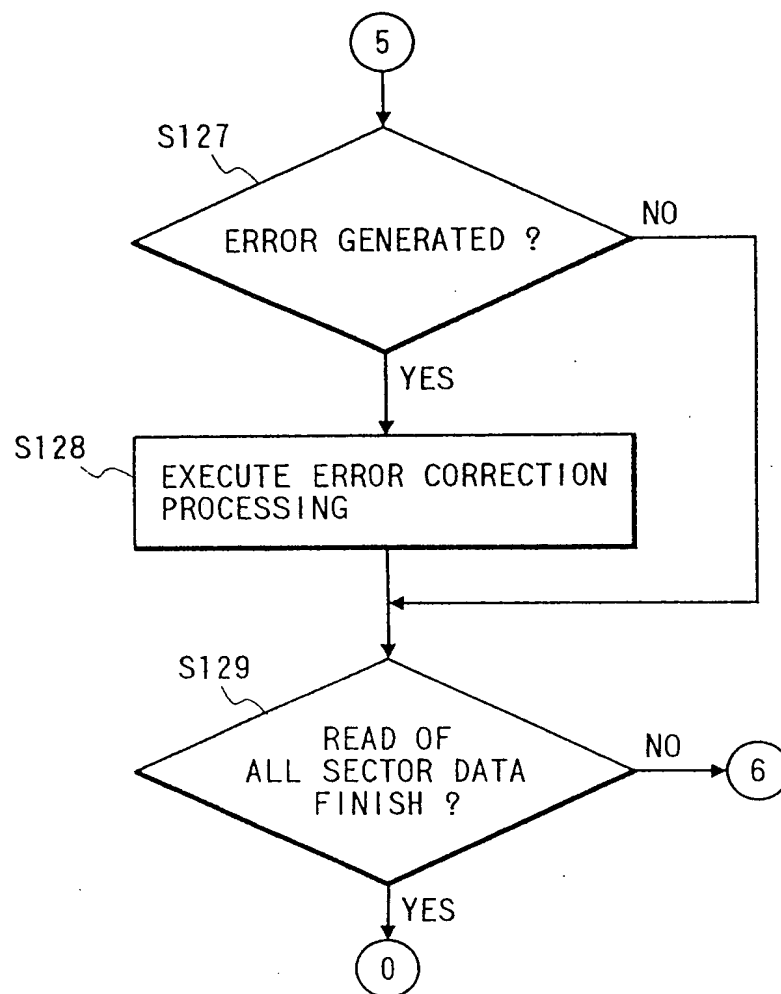 5
S127
ERROR GENERATED ?
NO
YES
S128
EXECUTE ERROR CORRECTION
PROCESSING
S129
READ OF
ALL SECTOR DATA
FINISH ?
NO
6
YES
0